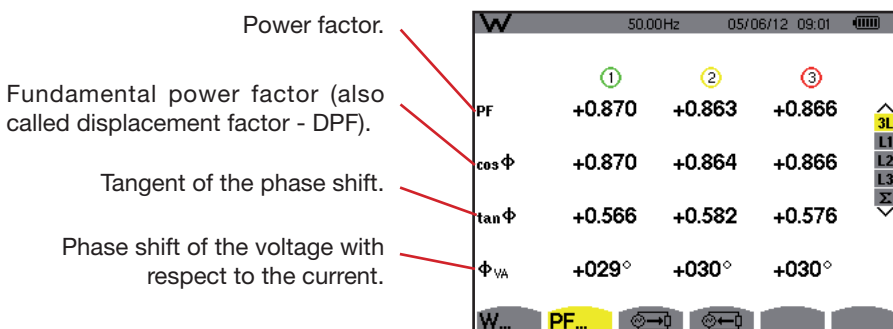 Power factor.
Fundamental power factor (also
called displacement factor - DPF).
Tangent of the phase shift.
Phase shift of the voltage with
respect to the current.
W 50.00Hz 05/06/12 09:01
1 2 3
PF +0.870 +0.863 +0.866
cos Φ +0.870 +0.864 +0.866
tan Φ +0.566 +0.582 +0.576
Φ VA +029° +030° +030°
3L
L1
L2
L3
Σ
W... PF...